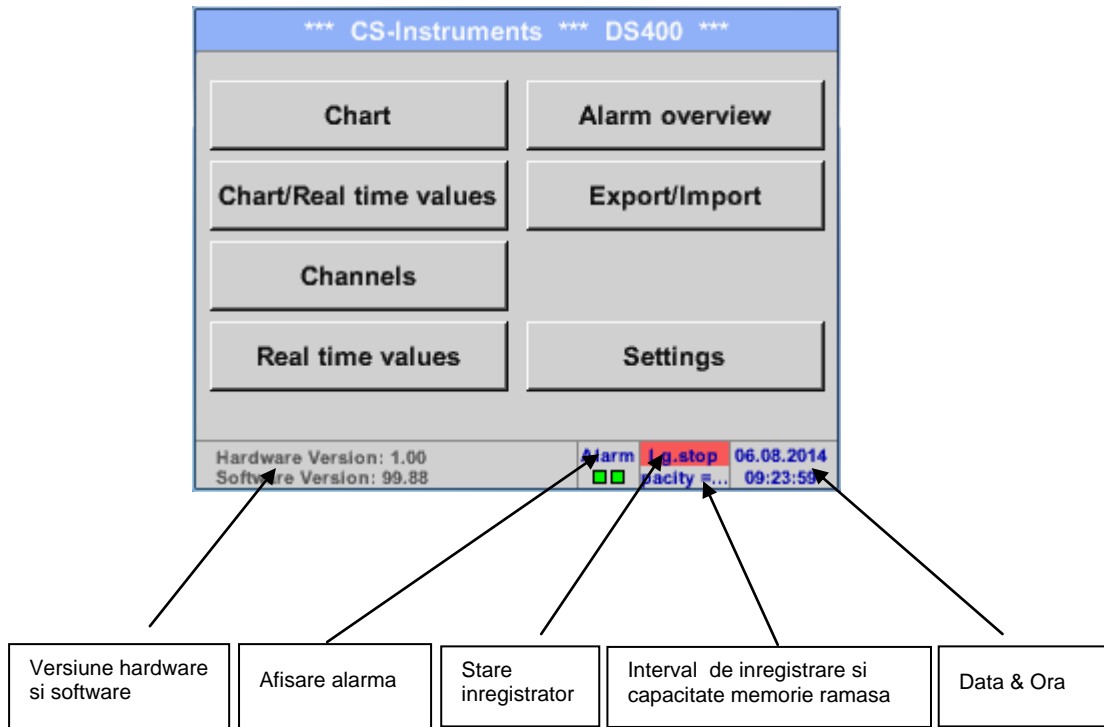 *** CS-Instruments *** DS400 ***
Chart
Alarm overview
Chart/Real time values
Export/Import
Channels
Real time values
Settings
Hardware Version: 1.00
Software Version: 99.88
Alarm
stop
pacity =...
06.08.2014
09:23:59
Versiune hardware
si software
Afisare alarma
Stare
inregistrator
Interval de inregistrare si
capacitate memorie ramasa
Data & Ora